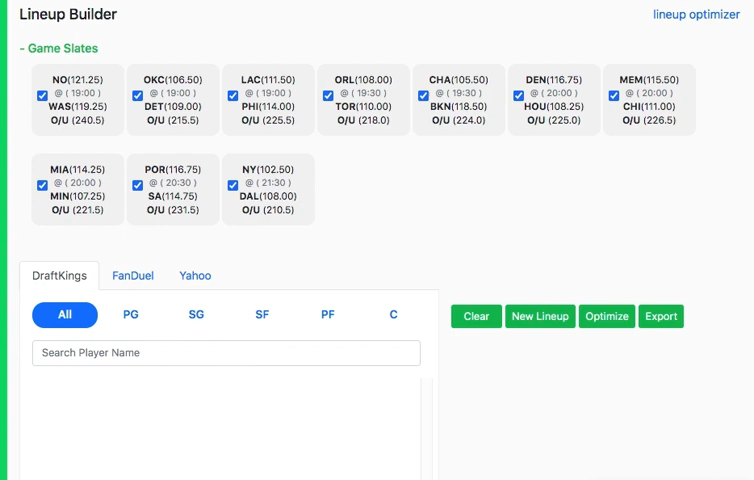 Lineup Builder
lineup optimizer
- Game Slates
NO(121.25)
@ ( 19:00 )
WAS(119.25)
O/U (240.5)
OKC(106.50)
@ ( 19:00 )
DET(109.00)
O/U (215.5)
LAC(111.50)
@ ( 19:00 )
PHI(114.00)
O/U (225.5)
ORL(108.00)
@ ( 19:30 )
TOR(110.00)
O/U (218.0)
CHA(105.50)
@ ( 19:30 )
BKN(118.50)
O/U (224.0)
DEN(116.75)
@ ( 20:00 )
HOU(108.25)
O/U (225.0)
MEM(115.50)
@ ( 20:00 )
CHI(111.00)
O/U (226.5)
MIA(114.25)
@ ( 20:00 )
MIN(107.25)
O/U (221.5)
POR(116.75)
@ ( 20:30 )
SA(114.75)
O/U (231.5)
NY(102.50)
@ ( 21:30 )
DAL(108.00)
O/U (210.5)
DraftKings FanDuel Yahoo
All PG SG SF PF C
Clear New Lineup Optimize Export
Search Player Name